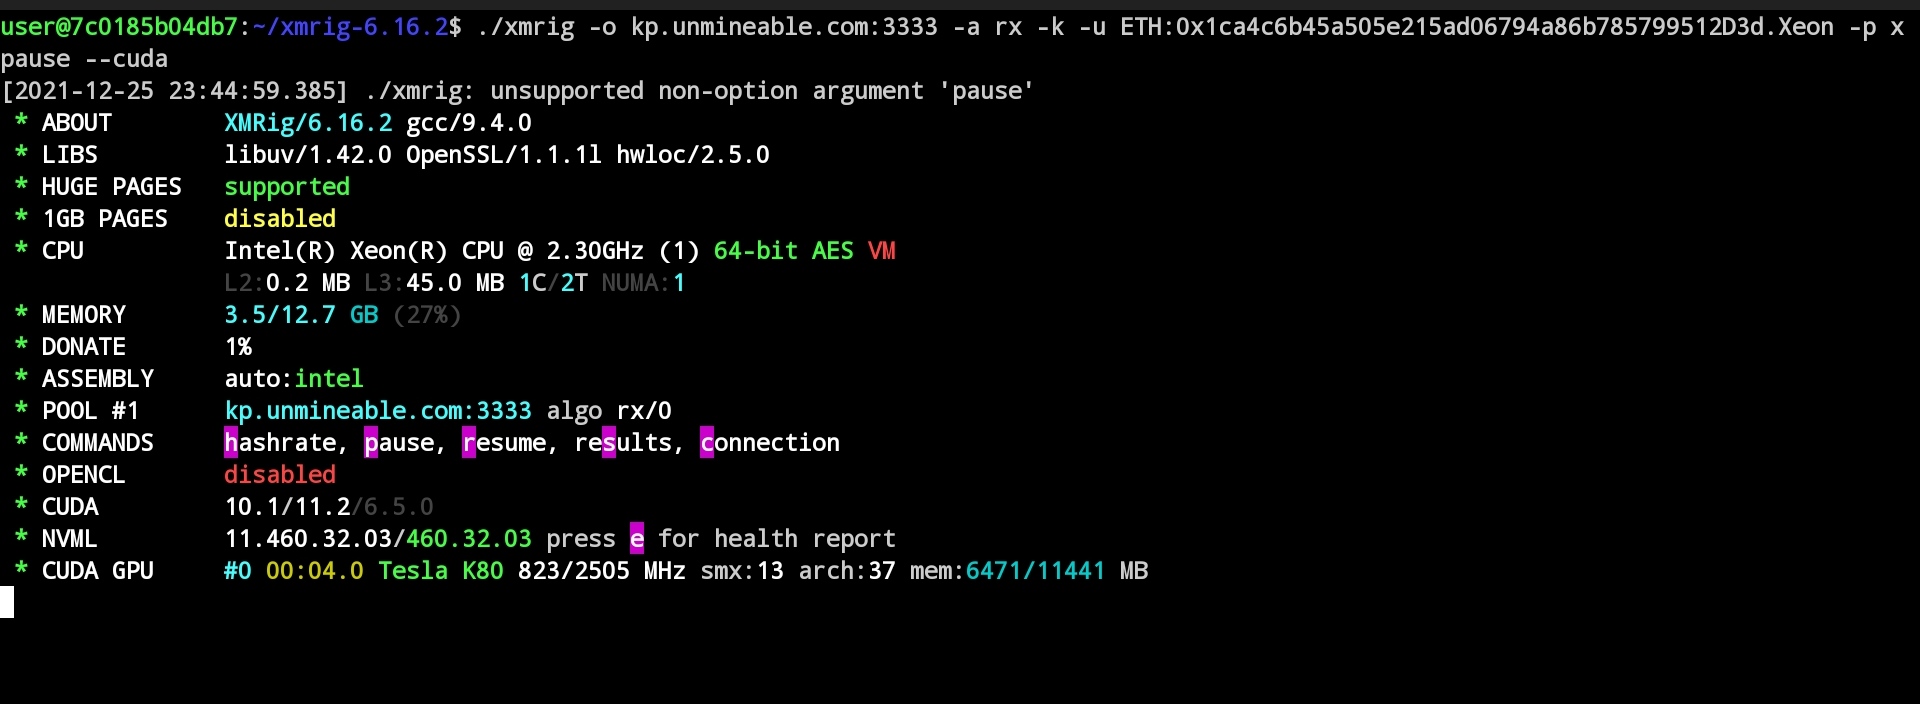 user@7c0185b04db7:~/xmrig-6.16.2$ ./xmrig -o kp.unmineable.com:3333 -a rx -k -u ETH:0x1ca4c6b45a505e215ad06794a86b785799512D3d.Xeon -p x
pause --cuda
[2021-12-25 23:44:59.385] ./xmrig: unsupported non-option argument 'pause'
* ABOUT XMRig/6.16.2 gcc/9.4.0
* LIBS libuv/1.42.0 OpenSSL/1.1.1l hwloc/2.5.0
* HUGE PAGES supported
* 1GB PAGES disabled
* CPU Intel(R) Xeon(R) CPU @ 2.30GHz (1) 64-bit AES VM
L2:0.2 MB L3:45.0 MB 1C/2T NUMA:1
* MEMORY 3.5/12.7 GB (27%)
* DONATE 1%
* ASSEMBLY auto:intel
* POOL #1 kp.unmineable.com:3333 algo rx/0
* COMMANDS hashrate, pause, resume, results, connection
* OPENCL disabled
* CUDA 10.1/11.2/6.5.0
* NVML 11.460.32.03/460.32.03 press e for health report
* CUDA GPU #0 00:04.0 Tesla K80 823/2505 MHz smx:13 arch:37 mem:6471/11441 MB